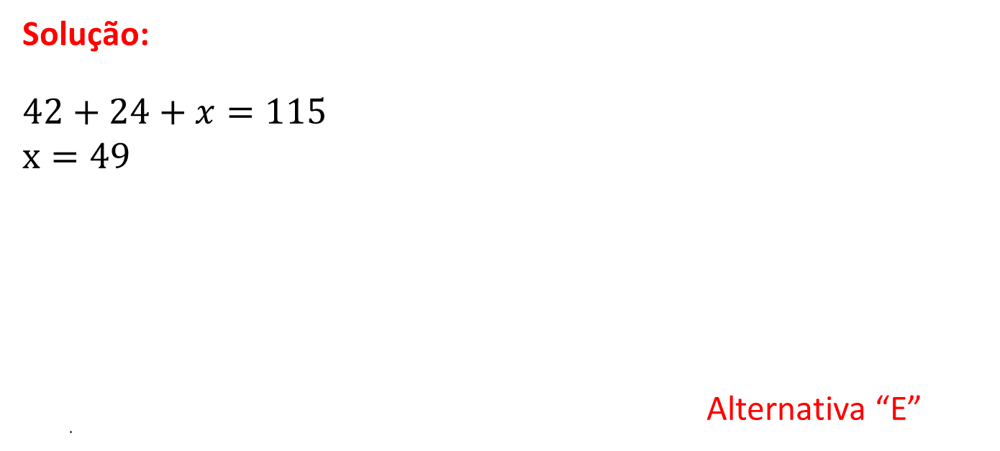 Solução:
42 + 24 + 𝑥 = 115
x = 49
Alternativa “E”